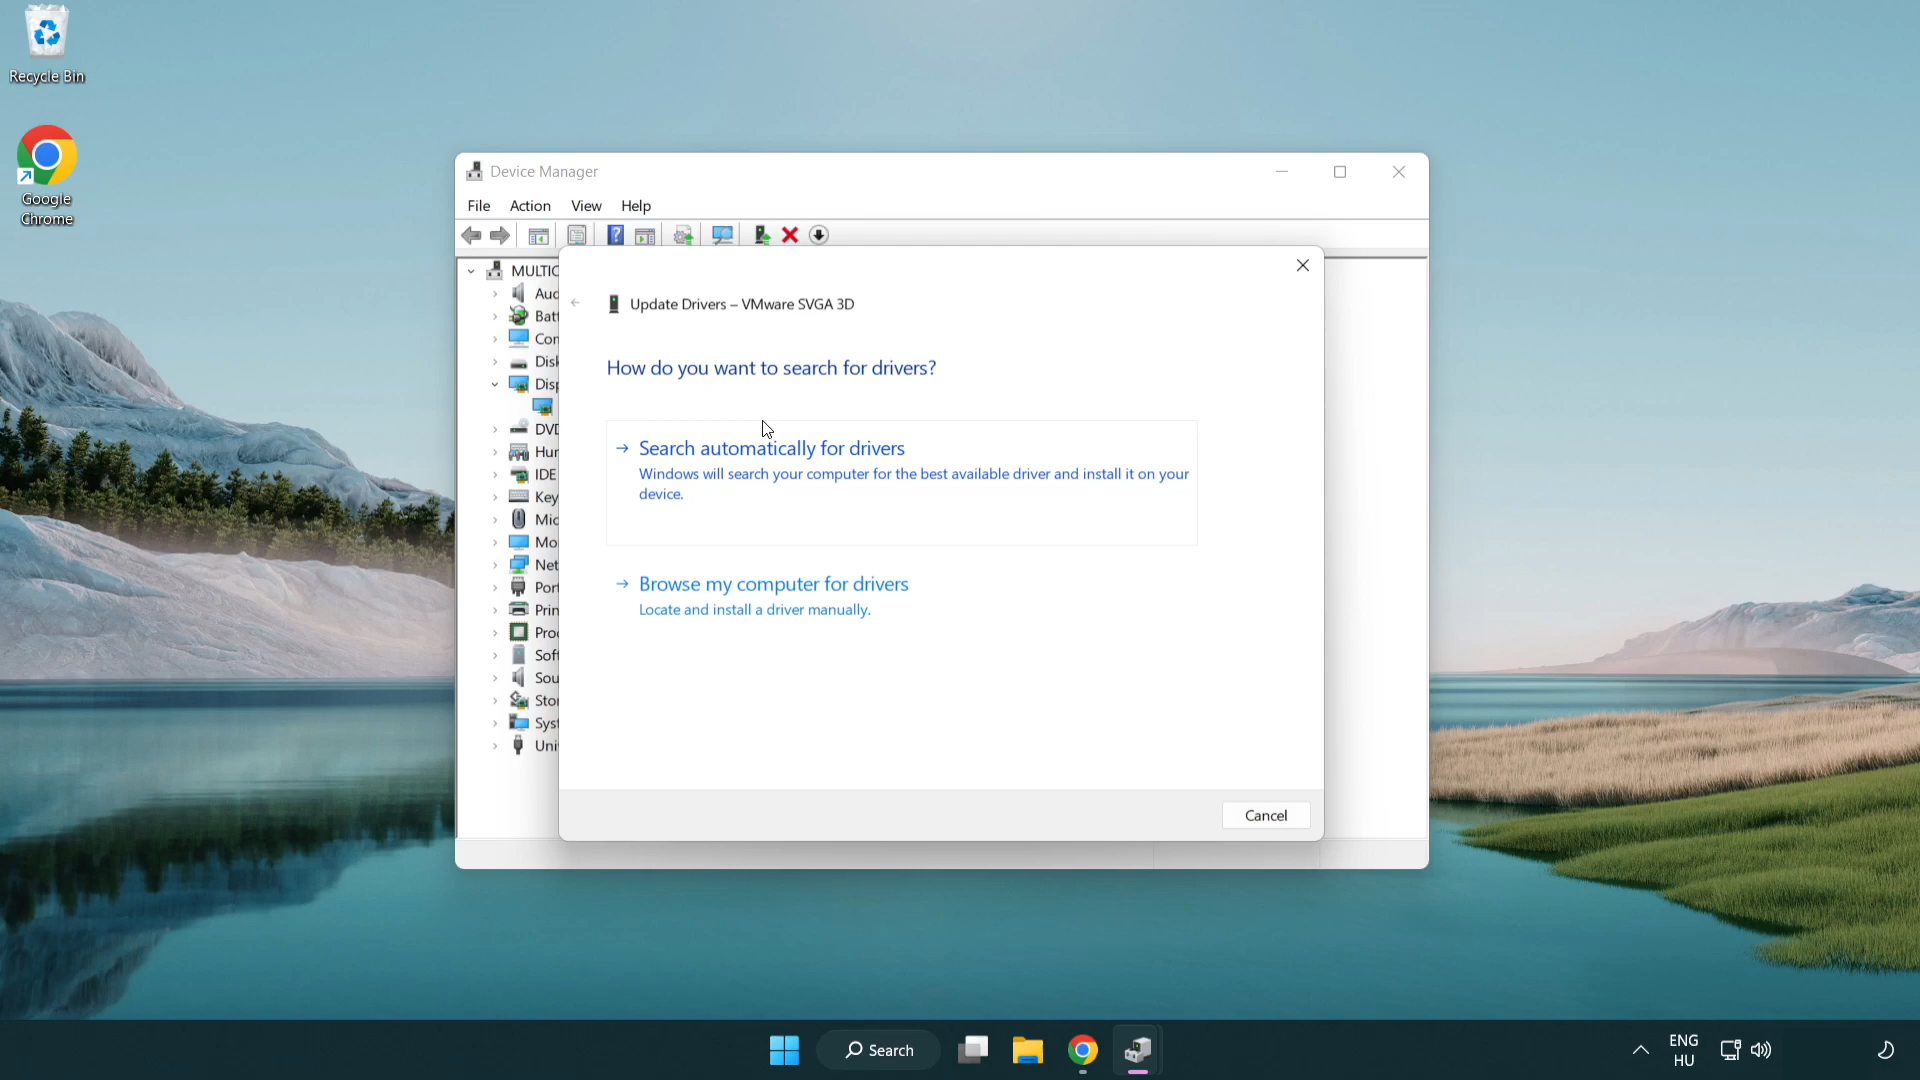 Recycle Bin
Google
Chrome
Device Manager
File Action View Help
Update Drivers – VMware SVGA 3D
How do you want to search for drivers?
Search automatically for drivers
Windows will search your computer for the best available driver and install it on your
device.
Browse my computer for drivers
Locate and install a driver manually.
Cancel
MULTIC
Aud
Batt
Con
Disk
Disp
DVD
Hun
IDE
Key
Mic
Mo
Net
Port
Prin
Proc
Soft
Sou
Stor
Syst
Uni
Search
ENG
HU